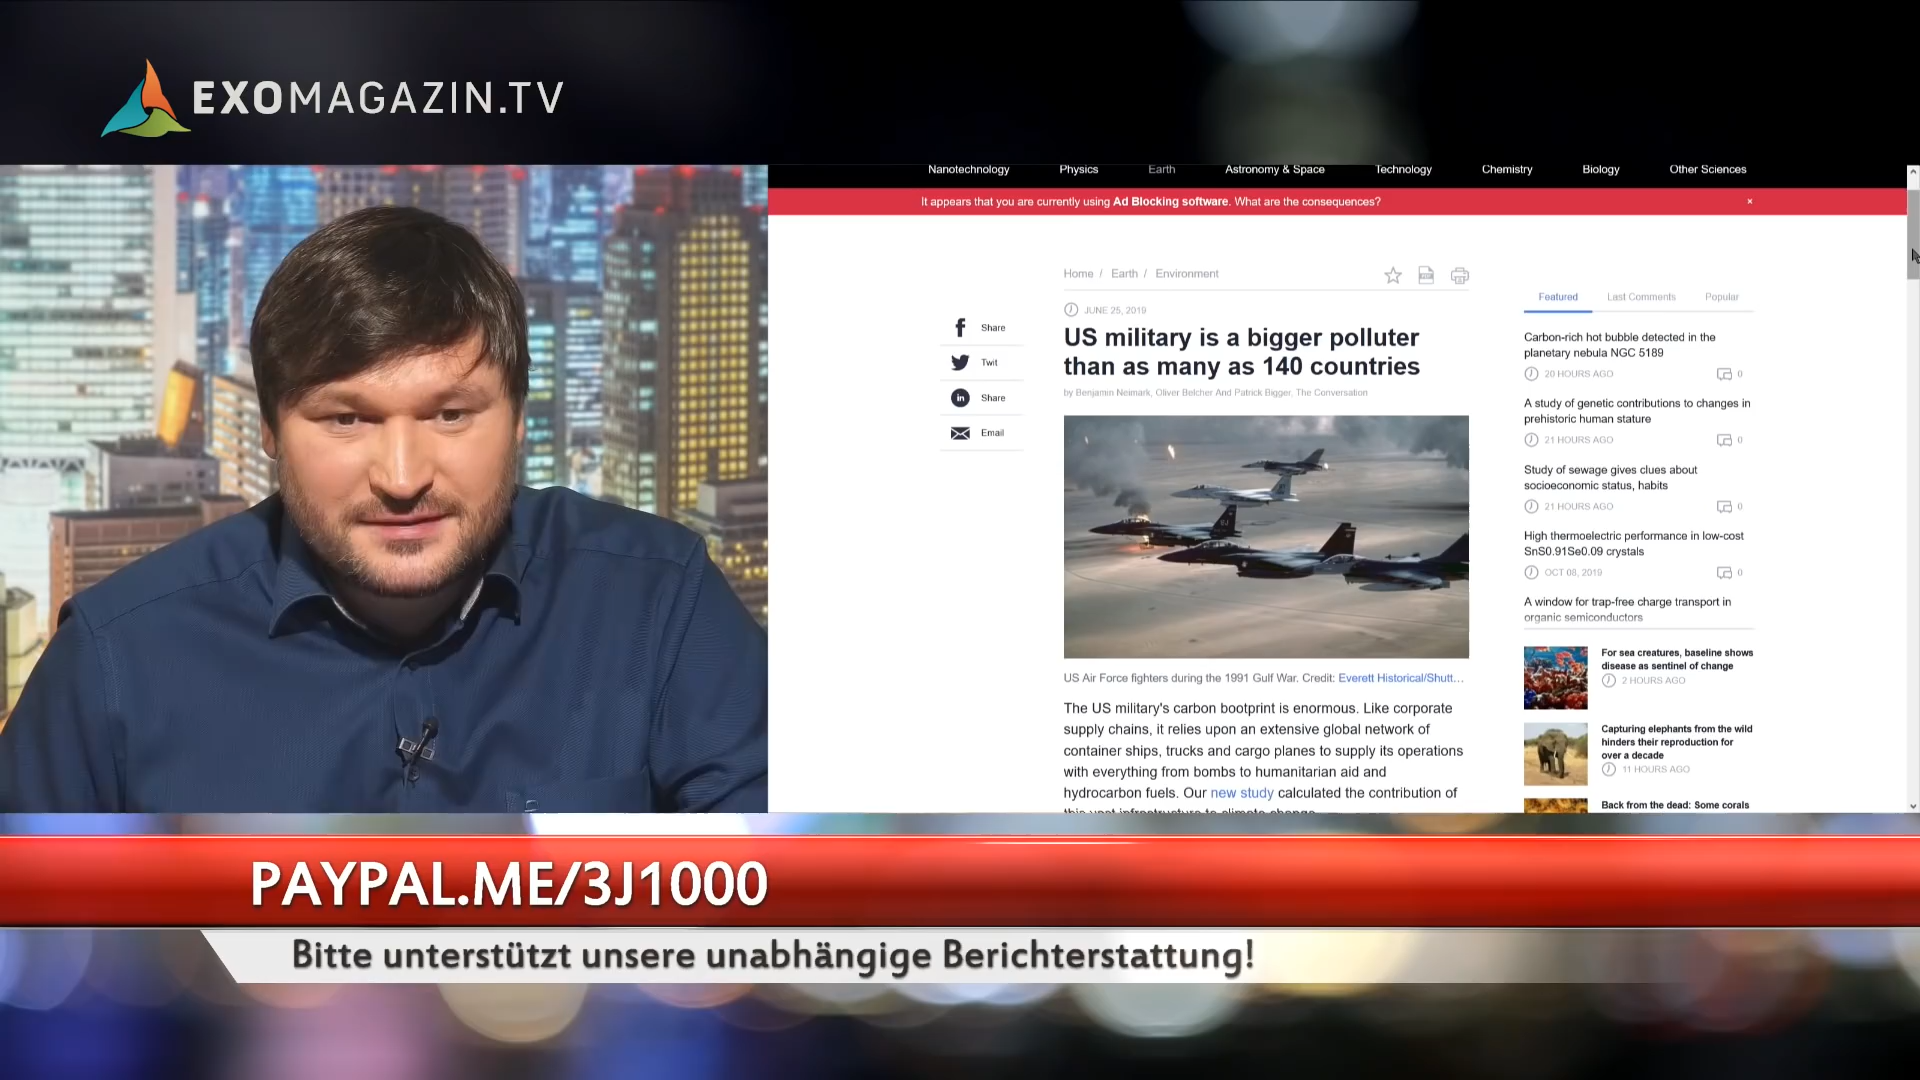 EXOMAGAZIN.TV
Nanotechnology Physics Earth Astronomy & Space Technology Chemistry Biology Other Sciences
It appears that you are currently using Ad Blocking software. What are the consequences? ×
Home / Earth / Environment
JUNE 25, 2019
US military is a bigger polluter
than as many as 140 countries
by Benjamin Neimark, Oliver Belcher And Patrick Bigger, The Conversation
Share
Twit
Share
Email
US Air Force fighters during the 1991 Gulf War. Credit: Everett Historical/Shutt...
The US military's carbon bootprint is enormous. Like corporate
supply chains, it relies upon an extensive global network of
container ships, trucks and cargo planes to supply its operations
with everything from bombs to humanitarian aid and
hydrocarbon fuels. Our new study calculated the contribution of
this vast infrastructure to climate change.
Featured Last Comments Popular
Carbon-rich hot bubble detected in the
planetary nebula NGC 5189
20 HOURS AGO 0
A study of genetic contributions to changes in
prehistoric human stature
21 HOURS AGO 0
Study of sewage gives clues about
socioeconomic status, habits
21 HOURS AGO 0
High thermoelectric performance in low-cost
SnS0.91Se0.09 crystals
OCT 08, 2019 0
A window for trap-free charge transport in
organic semiconductors
For sea creatures, baseline shows
disease as sentinel of change
2 HOURS AGO
Capturing elephants from the wild
hinders their reproduction for
over a decade
11 HOURS AGO
Back from the dead: Some corals
PAYPAL.ME/3J1000
Bitte unterstützt unsere unabhängige Berichterstattung!